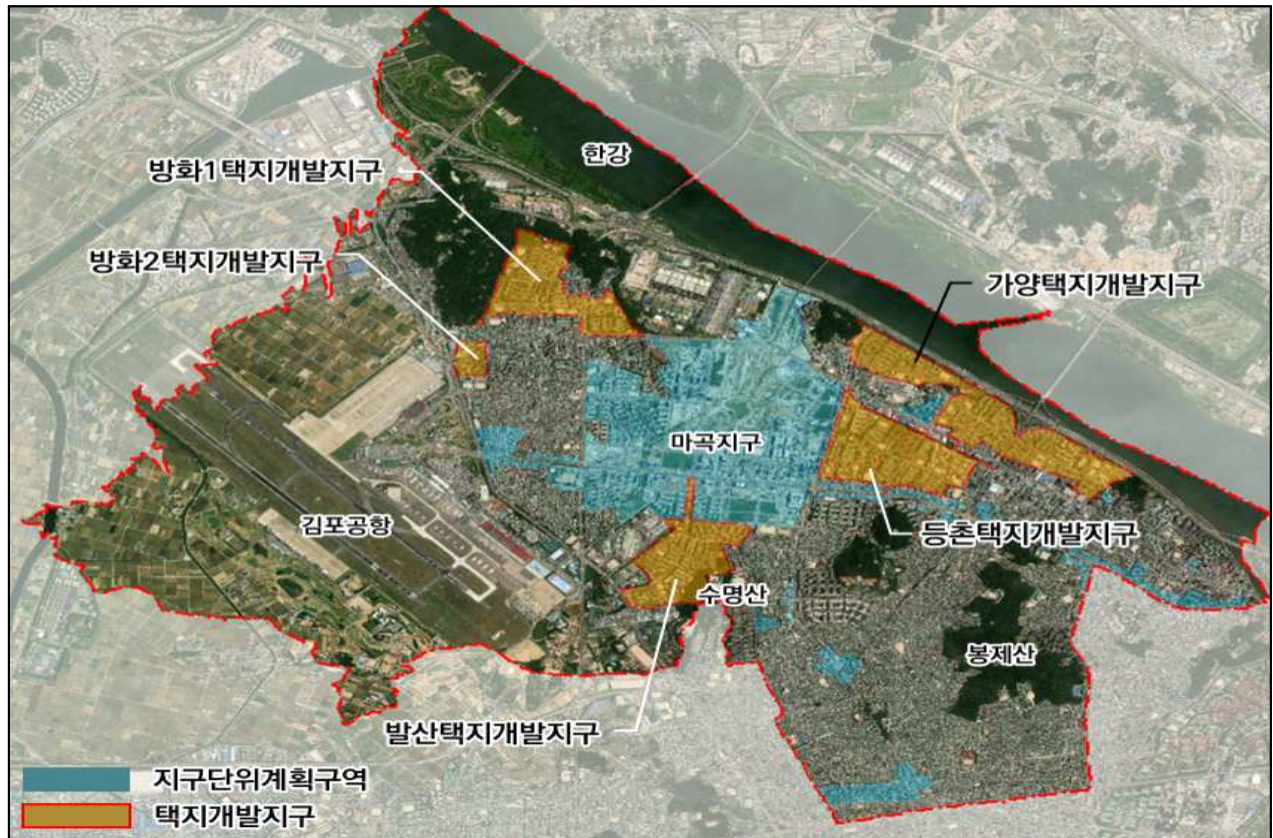 한강
방화1택지개발지구
방화2택지개발지구
가양택지개발지구
마곡지구
김포공항
등촌택지개발지구
수명산
봉제산
발산택지개발지구
지구단위계획구역
택지개발지구